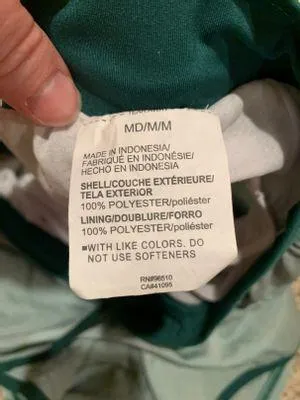 MD/M/M
MADE IN INDONESIA/
FABRIQUÉ EN INDONÉSIE/
HECHO EN INDONESIA
SHELL/COUCHE EXTÉRIEURE/
TELA EXTERIOR
100% POLYESTER/poliéster
LINING/DOUBLURE/FORRO
100% POLYESTER/poliéster
■WITH LIKE COLORS. DO
NOT USE SOFTENERS
RN#96510
CA#41095